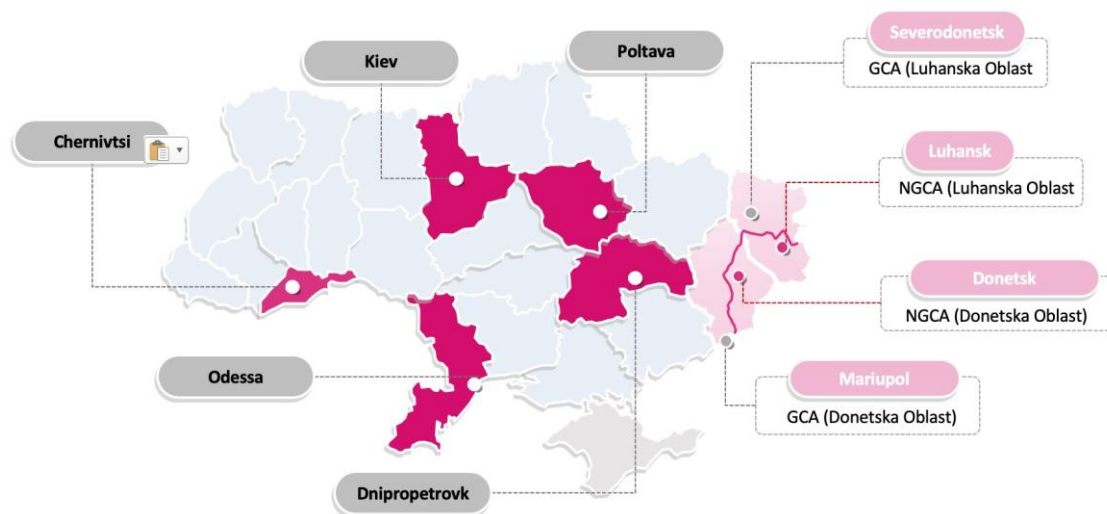 Severodonetsk
GCA (Luhanska Oblast
Kiev
Poltava
Chernivtsi
Luhansk
NGCA (Luhanska Oblast
Donetsk
NGCA (Donetska Oblast)
Odessa
Mariupol
GCA (Donetska Oblast)
Dnipropetrovk